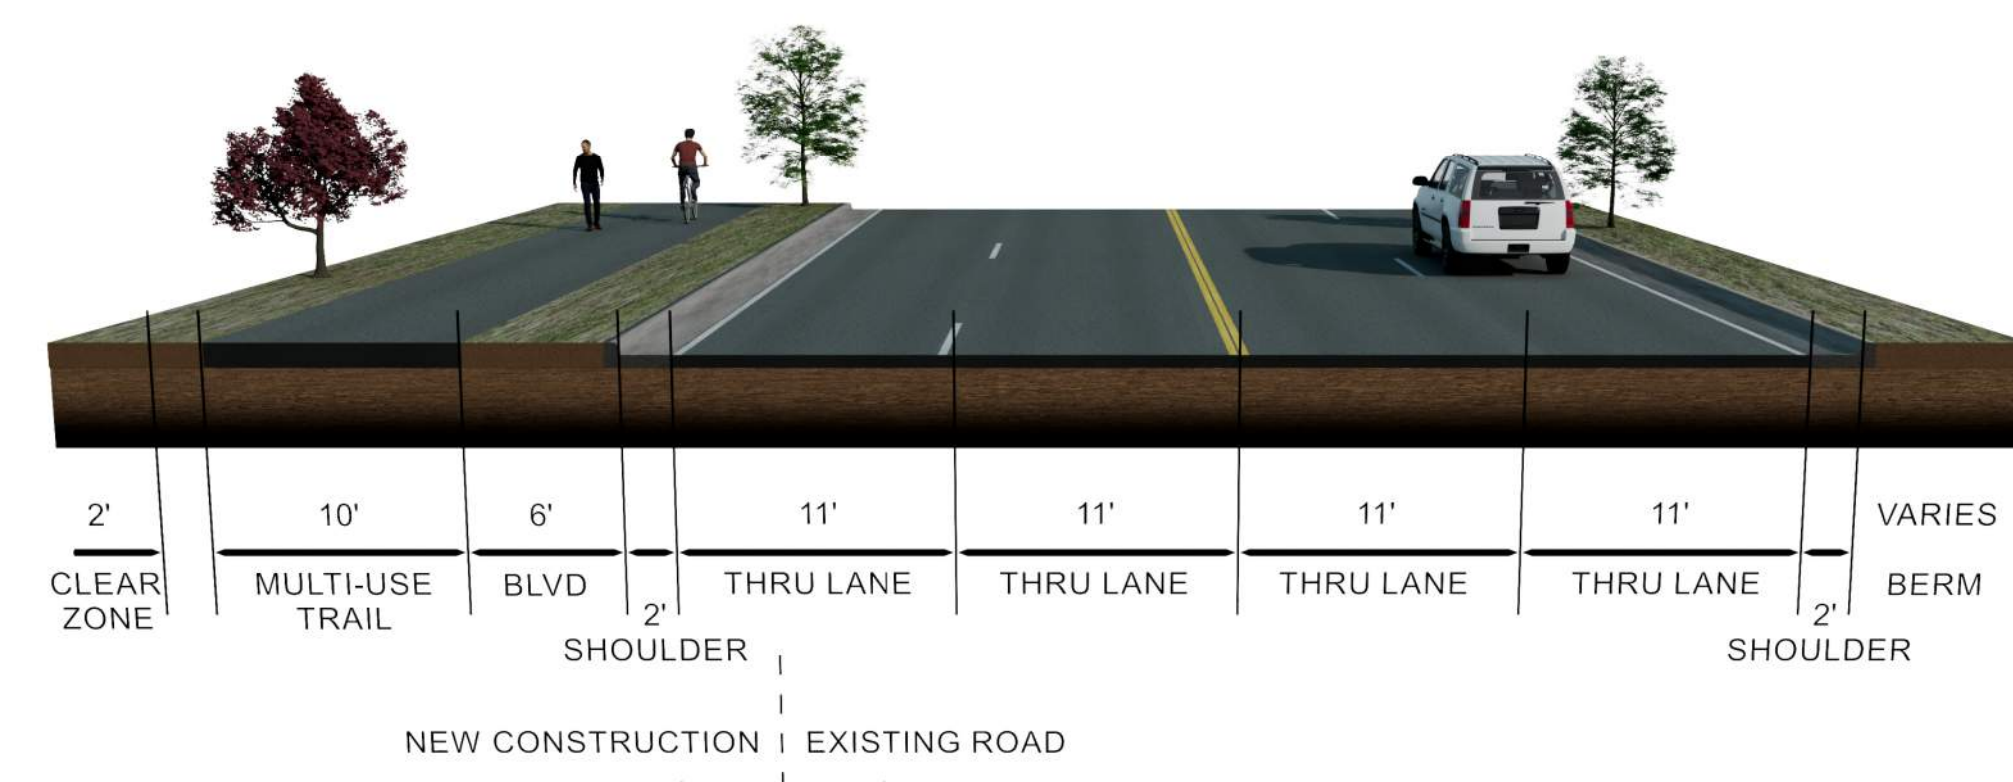 2' 10' 6' 11' 11' 11' 11' VARIES
CLEAR ZONE
MULTI-USE TRAIL
BLVD
2' SHOULDER
THRU LANE
THRU LANE
THRU LANE
THRU LANE
2' SHOULDER
BERM
NEW CONSTRUCTION
EXISTING ROAD